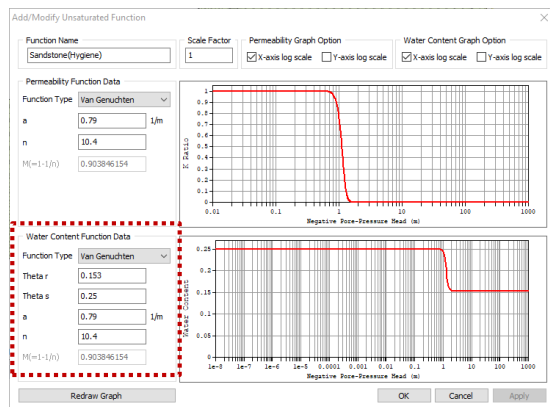 Add/Modify Unsaturated Function
Function Name
Scale Factor
Permeability Graph Option
Water Content Graph Option
Sandstone(Hygiene)
1
X-axis log scale
Y-axis log scale
X-axis log scale
Y-axis log scale
Permeability Function Data
Function Type Van Genuchten
a 0.79 1/m
n 10.4
M(=1-1/n) 0.903846154
K Ratio
1
0.9
0.8
0.7
0.6
0.5
0.4
0.3
0.2
0.1
0
0.01 0.1 1 10 100 1000
Negative Pore-Pressure Head (m)
Water Content Function Data
Function Type Van Genuchten
Theta r 0.153
Theta s 0.25
a 0.79 1/m
n 10.4
M(=1-1/n) 0.903846154
Water Content
0.25
0.2
0.15
0.1
0.05
0
1e-8 1e-7 1e-6 1e-5 0.0001 0.001 0.01 0.1 1 10 100 1000
Negative Pore-Pressure Head (m)
Redraw Graph
OK
Cancel
Apply